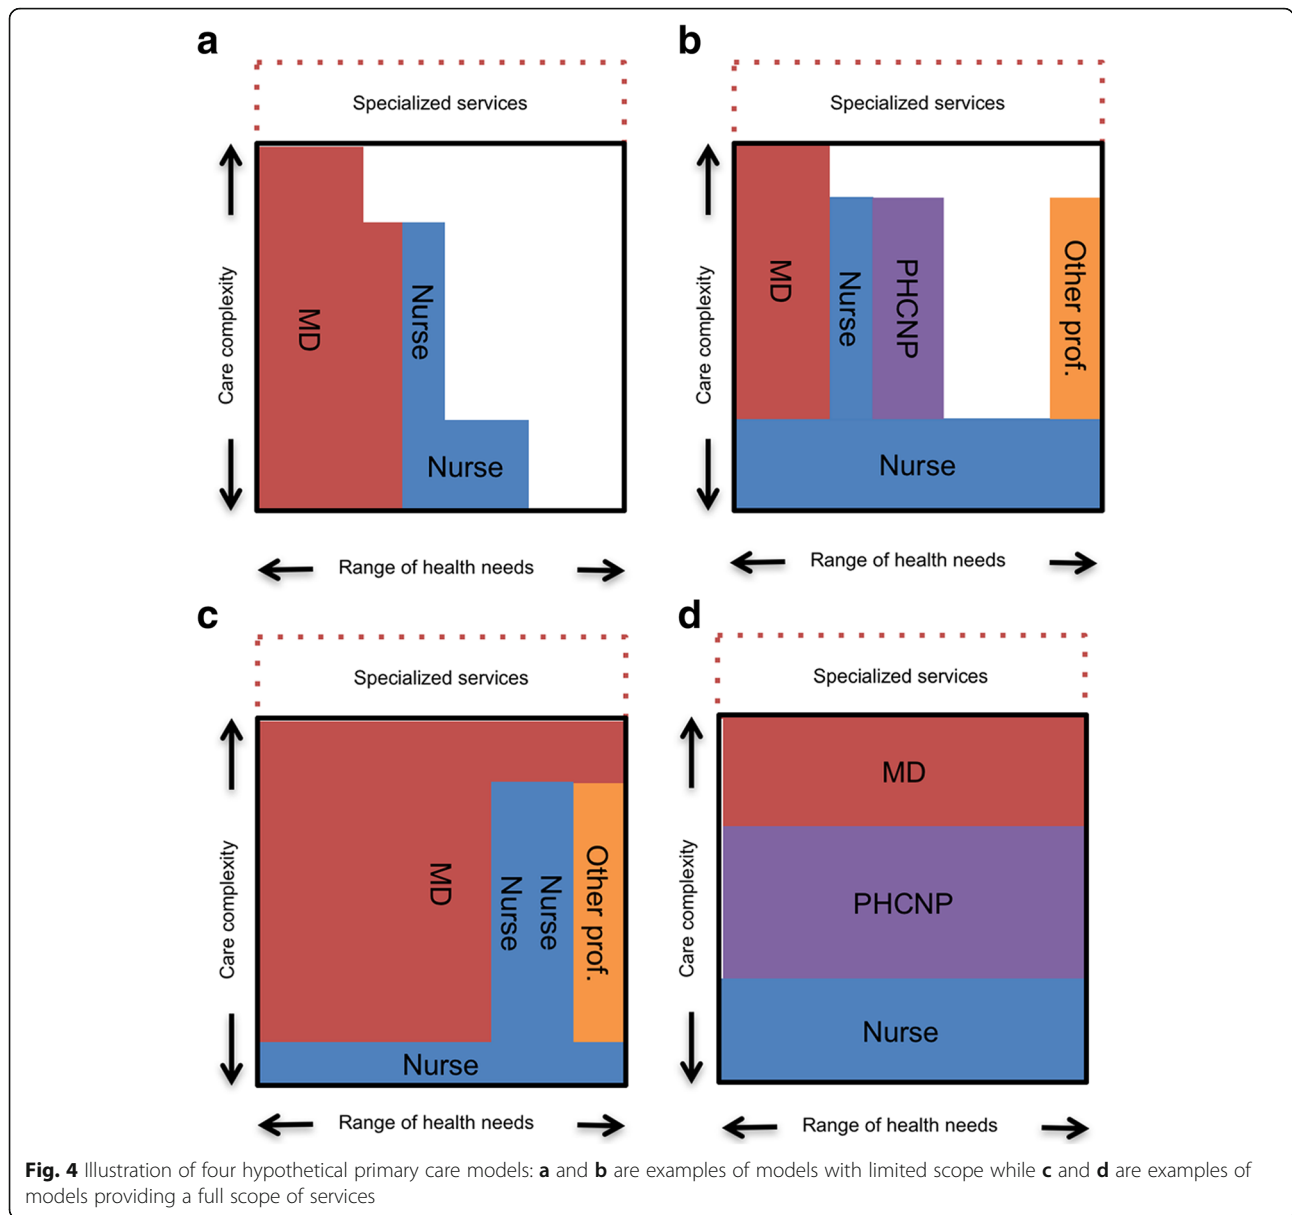 a
Specialized services
Care complexity
MD
Nurse
Nurse
Range of health needs
b
Specialized services
Care complexity
MD
Nurse
PHCNP
Other prof.
Nurse
Range of health needs
c
Specialized services
Care complexity
MD
Nurse
Nurse
Other prof.
Nurse
Range of health needs
d
Specialized services
Care complexity
MD
PHCNP
Nurse
Range of health needs
Fig. 4 Illustration of four hypothetical primary care models: a and b are examples of models with limited scope while c and d are examples of
models providing a full scope of services